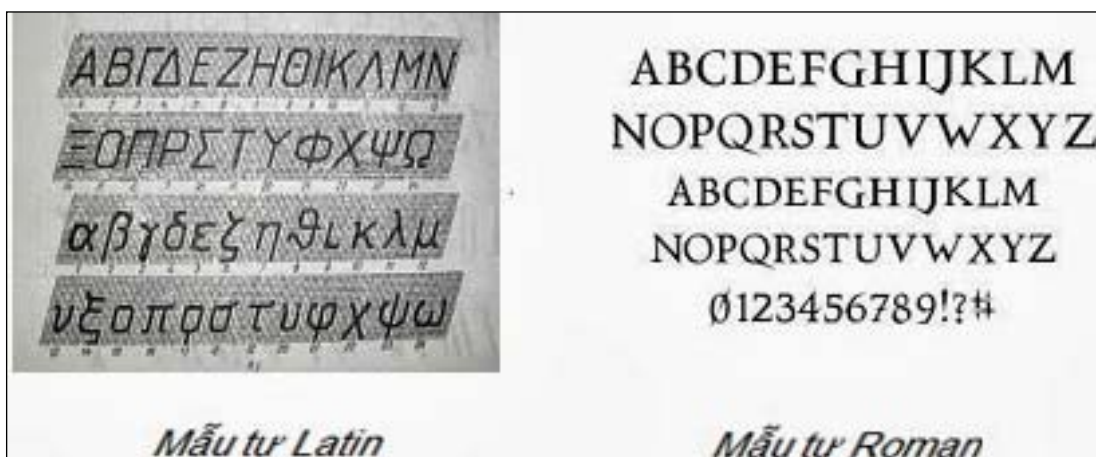 ΑΒΓΔΕΖΗΘΙΚΛΜΝ
ΞΟΠΡΣΤΥΦΧΨΩ
αβγδεζηθικλμ
νξοπρστυφχψω
Mẫu tự Latin
ABCDEFGHIJKLM
NOPQRSTUVWXYZ
ABCDEFGHIJKLM
NOPQRSTUVWXYZ
Ø123456789!?#
Mẫu tự Roman